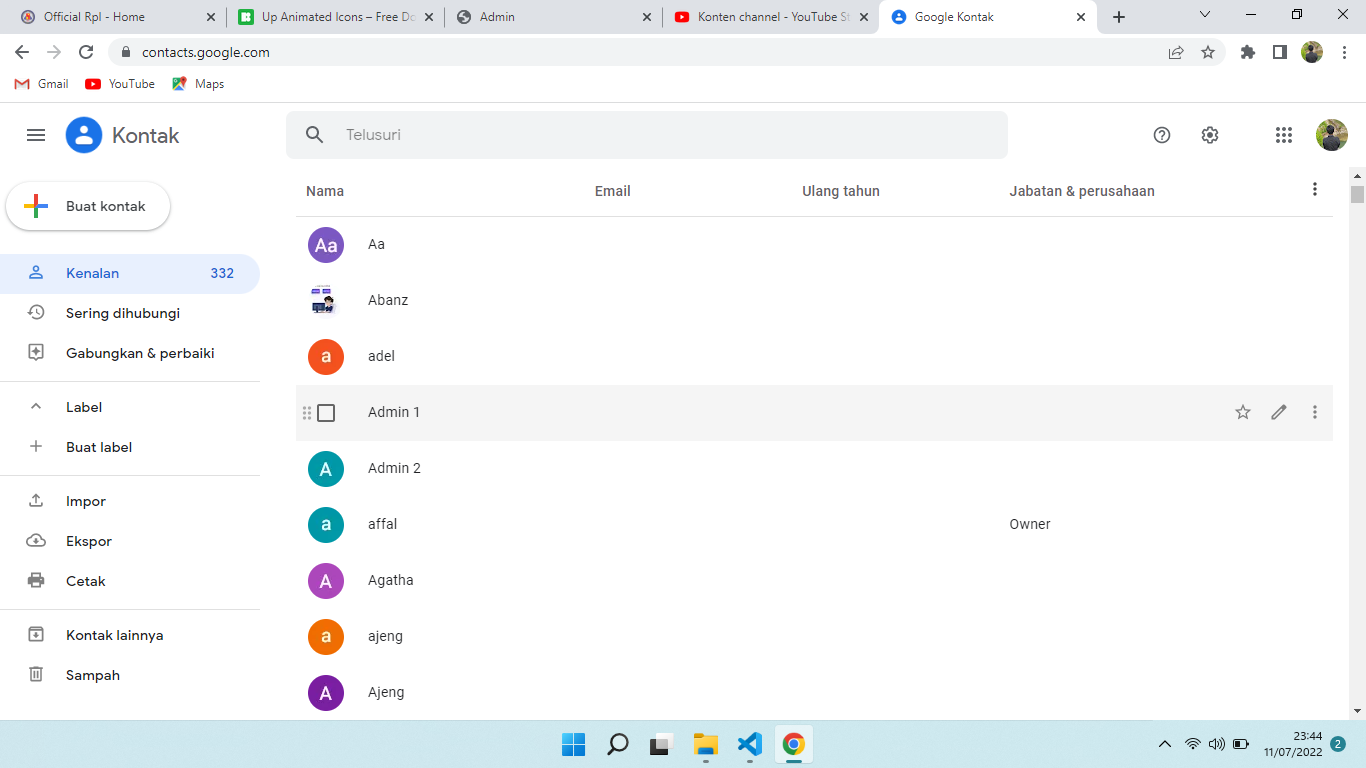 Official Rpl - Home
Up Animated Icons – Free Do
Admin
Konten channel - YouTube St
Google Kontak
contacts.google.com
Gmail
YouTube
Maps
Kontak
Telusuri
Buat kontak
Kenalan 332
Sering dihubungi
Gabungkan & perbaiki
Label
Buat label
Impor
Ekspor
Cetak
Kontak lainnya
Sampah
Nama Email Ulang tahun Jabatan & perusahaan
Aa Aa
Abanz
a adel
Admin 1
A Admin 2
a affal Owner
A Agatha
a ajeng
A Ajeng
23:44
11/07/2022
2